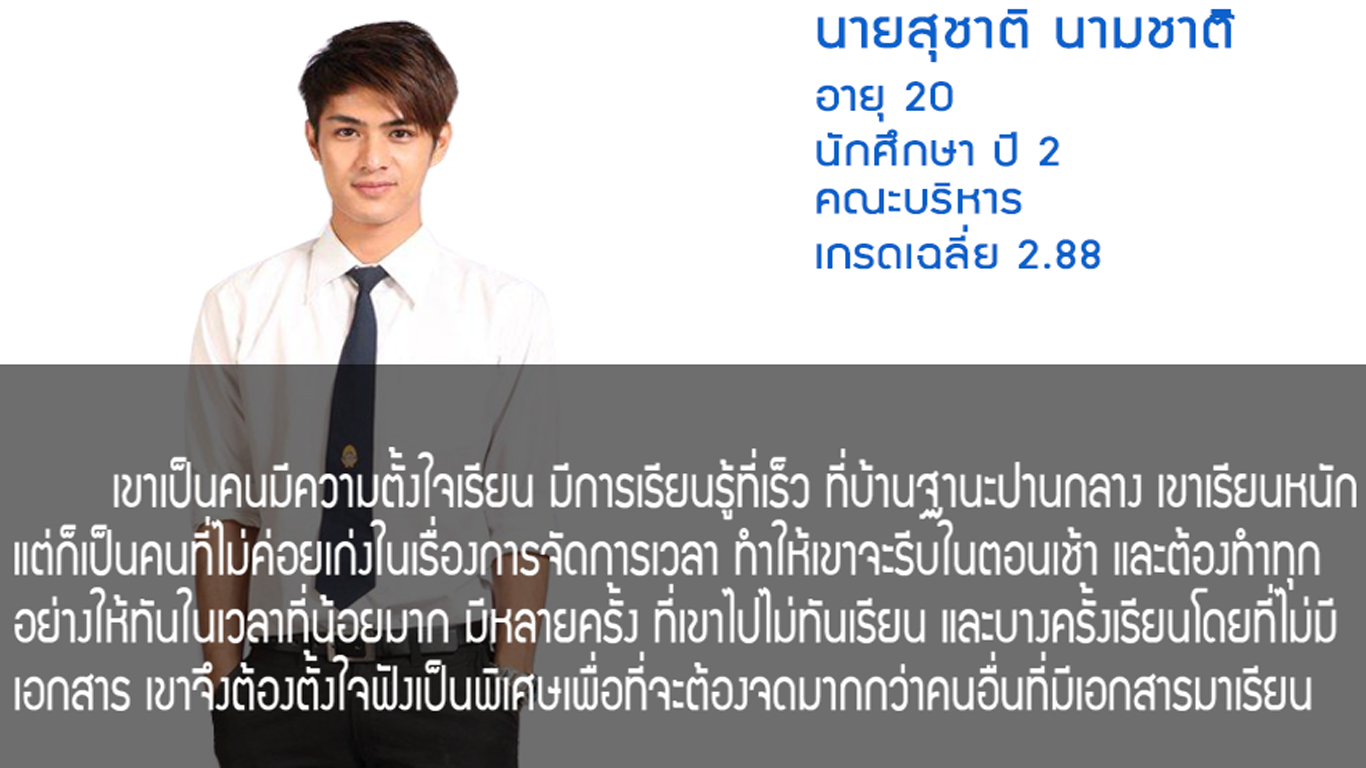 นายสุชาติ นามชาติ
อายุ 20
นักศึกษา ปี 2
คณะบริหาร
เกรดเฉลี่ย 2.88
เขาเป็นคนมีความตั้งใจเรียน มีการเรียนรู้ที่เร็ว ที่บ้านฐานะปานกลาง เขาเรียนหนัก
แต่ก็เป็นคนที่ไม่ค่อยเก่งในเรื่องการจัดการเวลา ทำให้เขาจะรีบในตอนเช้า และต้องทำทุก
อย่างให้ทันในเวลาที่น้อยมาก มีหลายครั้ง ที่เขาไปไม่ทันเรียน และบางครั้งเรียนโดยที่ไม่มี
เอกสาร เขาจึงต้องตั้งใจฟังเป็นพิเศษเพื่อที่จะต้องจดมากกว่าคนอื่นที่มีเอกสารมาเรียน